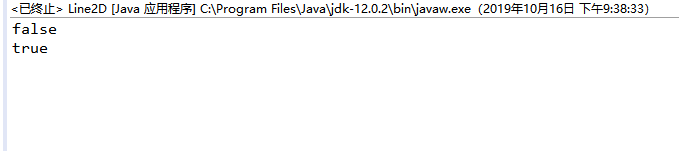 <已终止> Line2D [Java 应用程序] C:\Program Files\Java\jdk-12.0.2\bin\javaw.exe（2019年10月16日 下午9:38:33）
false
true